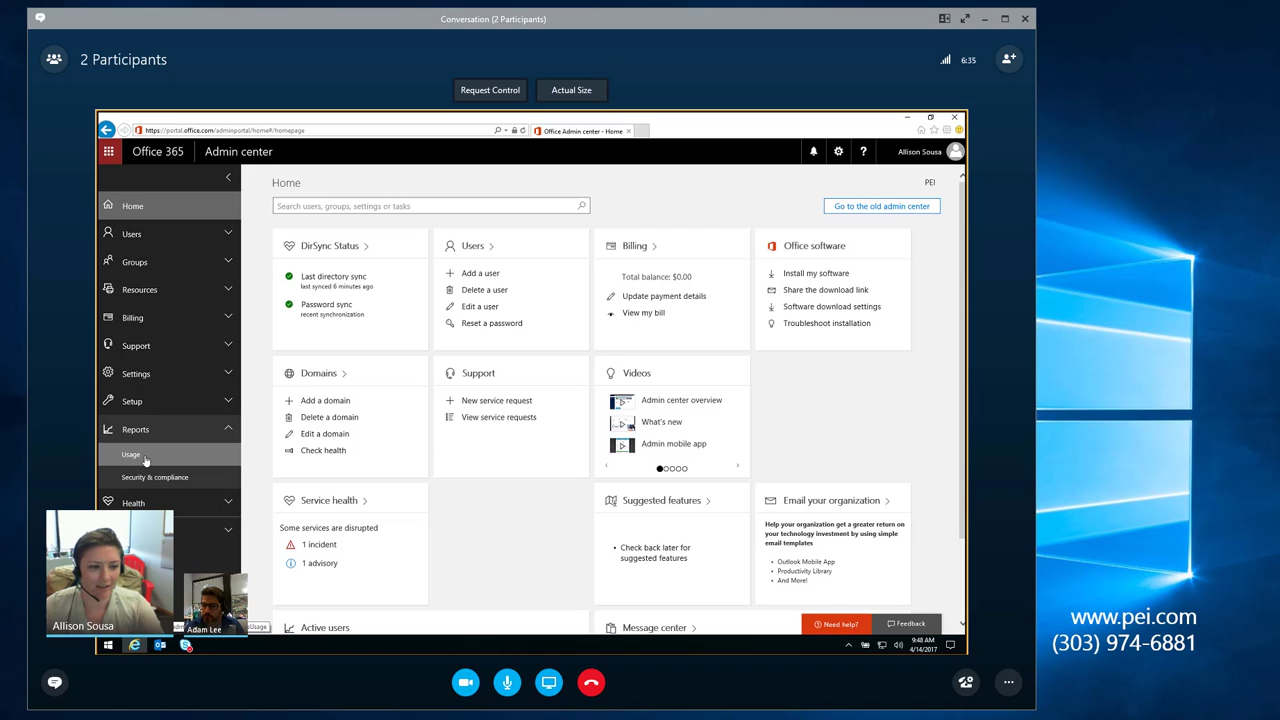 Conversation (2 Participants)
2 Participants
6:35
Request Control
Actual Size
https://portal.office.com/adminportal/home#/homepage
Office Admin center - Home
Office 365
Admin center
Allison Sousa
Home
Users
Groups
Resources
Billing
Support
Settings
Setup
Reports
Usage
Security & compliance
Health
Home
PEI
Search users, groups, settings or tasks
Go to the old admin center
DirSync Status
Last directory sync
last synced 6 minutes ago
Password sync
recent synchronization
Users
Add a user
Delete a user
Edit a user
Reset a password
Billing
Total balance: $0.00
Update payment details
View my bill
Office software
Install my software
Share the download link
Software download settings
Troubleshoot installation
Domains
Add a domain
Delete a domain
Edit a domain
Check health
Support
New service request
View service requests
Videos
Admin center overview
What's new
Admin mobile app
Service health
Some services are disrupted
1 incident
1 advisory
Suggested features
Check back later for
suggested features
Email your organization
Help your organization get a greater return on
your technology investment by using simple
email templates
Outlook Mobile App
Productivity Library
And More!
Active users
Message center
Need help?
Feedback
Allison Sousa
Adam Lee
9:48 AM
4/14/2017
www.pei.com
(303) 974-6881